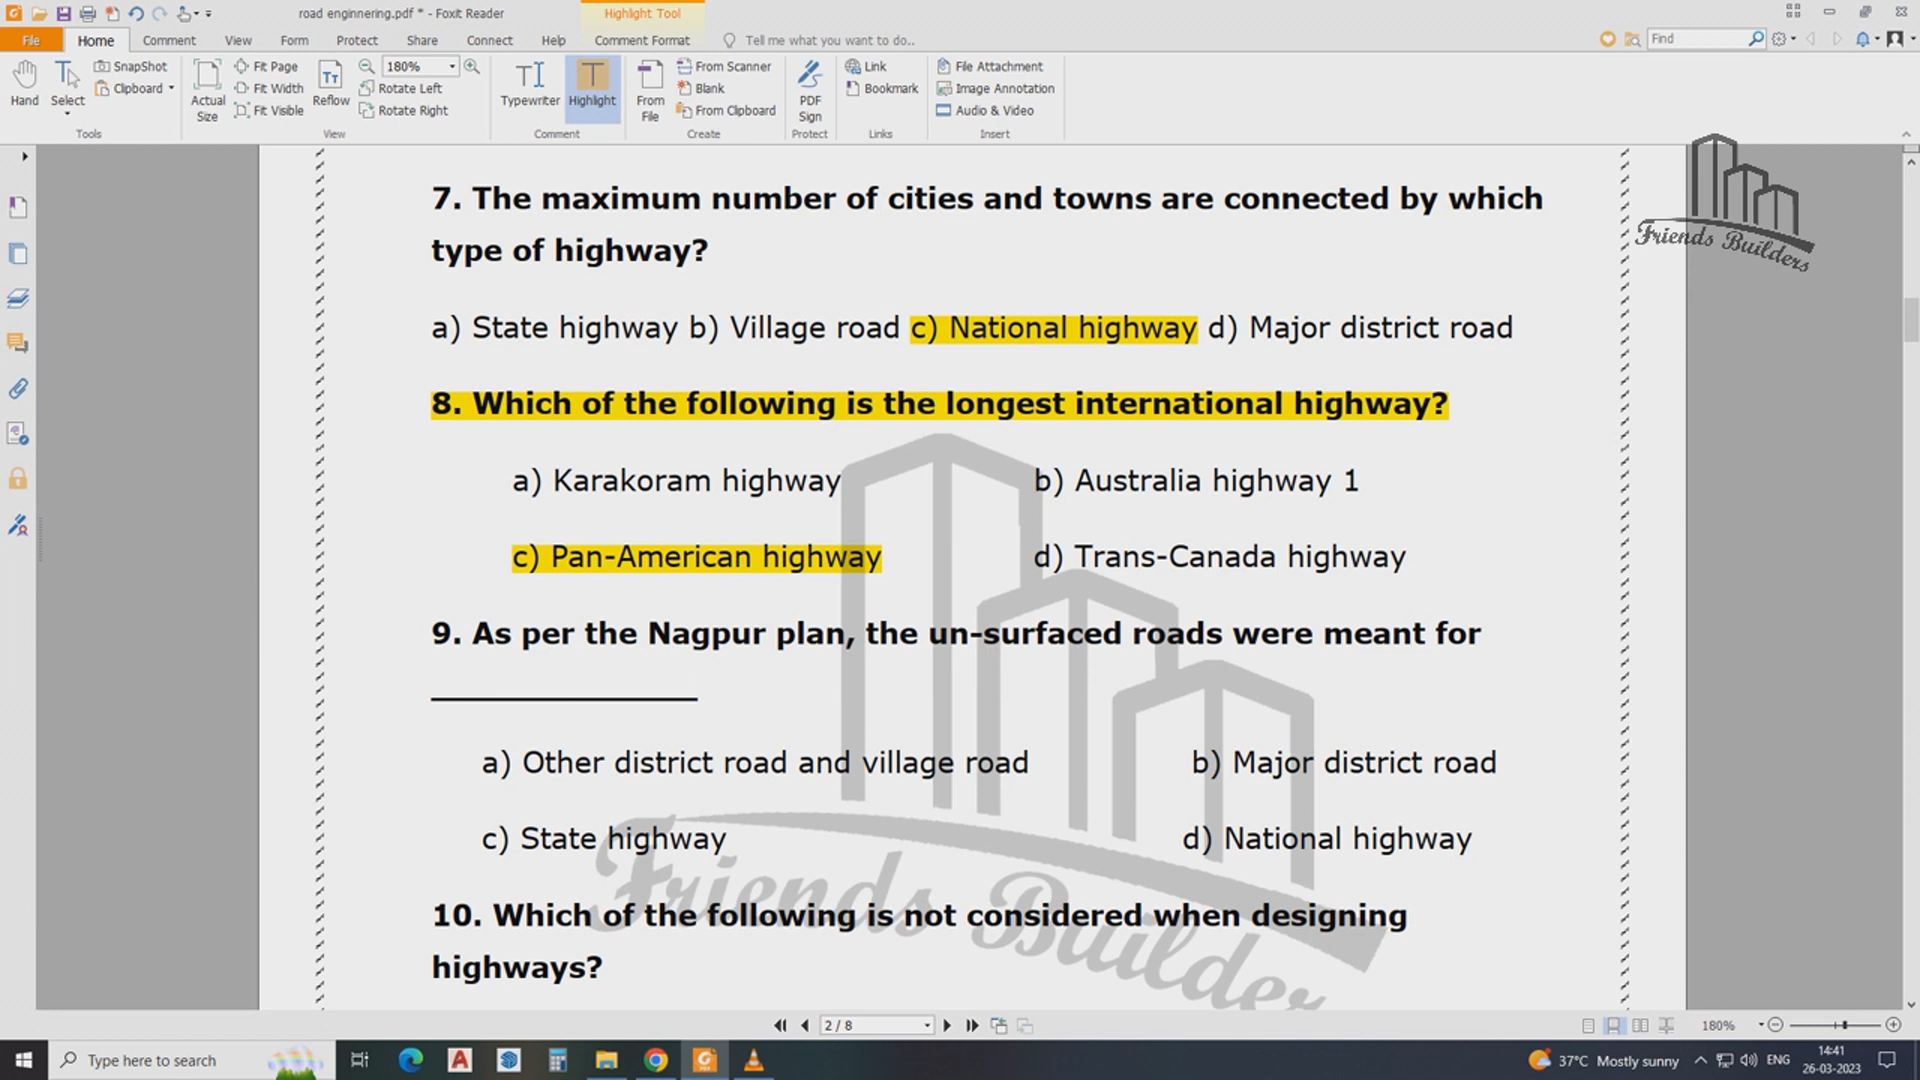 road enginnering.pdf * - Foxit Reader
Highlight Tool
File Home Comment View Form Protect Share Connect Help Comment Format Tell me what you want to do.. Find
Hand
Select
SnapShot
Clipboard
Tools
Actual Size
Fit Page
Fit Width
Fit Visible
Reflow
180%
Rotate Left
Rotate Right
View
Typewriter
Highlight
Comment
From File
From Scanner
Blank
From Clipboard
Create
PDF Sign
Protect
Link
Bookmark
Links
File Attachment
Image Annotation
Audio & Video
Insert
Friends Builders
7. The maximum number of cities and towns are connected by which
type of highway?
a) State highway b) Village road c) National highway d) Major district road
8. Which of the following is the longest international highway?
a) Karakoram highway b) Australia highway 1
c) Pan-American highway d) Trans-Canada highway
9. As per the Nagpur plan, the un-surfaced roads were meant for
_______________
a) Other district road and village road b) Major district road
c) State highway d) National highway
10. Which of the following is not considered when designing
highways?
Friends Builder
2 / 8
180%
Type here to search
37°C Mostly sunny
ENG
14:41
26-03-2023